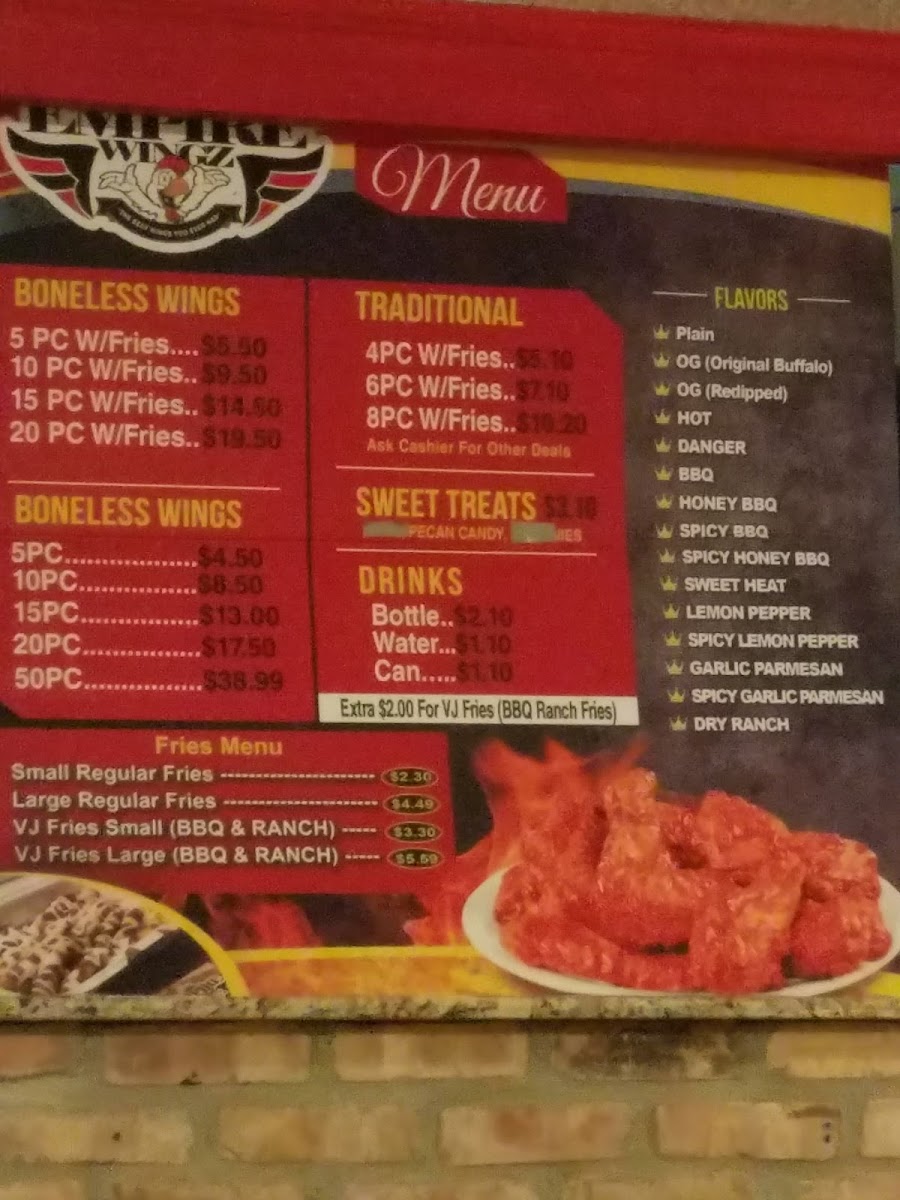 EMPIRE
WINGZ
Menu
BONELESS WINGS
5 PC W/Fries.... $5.50
10 PC W/Fries.. $9.50
15 PC W/Fries.. $14.50
20 PC W/Fries.. $19.50
BONELESS WINGS
5PC.................. $4.50
10PC................ $8.50
15PC................ $13.00
20PC................ $17.50
50PC................ $38.99
TRADITIONAL
4PC W/Fries.. $5.10
6PC W/Fries.. $7.10
8PC W/Fries.. $10.20
Ask Cashier For Other Deals
SWEET TREATS $3.10
PECAN CANDY
DRINKS
Bottle.. $2.10
Water... $1.10
Can..... $1.10
Extra $2.00 For VJ Fries (BBQ Ranch Fries)
FLAVORS
Plain
OG (Original Buffalo)
OG (Redipped)
HOT
DANGER
BBQ
HONEY BBQ
SPICY BBQ
SPICY HONEY BBQ
SWEET HEAT
LEMON PEPPER
SPICY LEMON PEPPER
GARLIC PARMESAN
SPICY GARLIC PARMESAN
DRY RANCH
Fries Menu
Small Regular Fries ------------------- $2.30
Large Regular Fries ------------------- $4.49
VJ Fries Small (BBQ & RANCH) ----- $3.30
VJ Fries Large (BBQ & RANCH) ----- $5.59